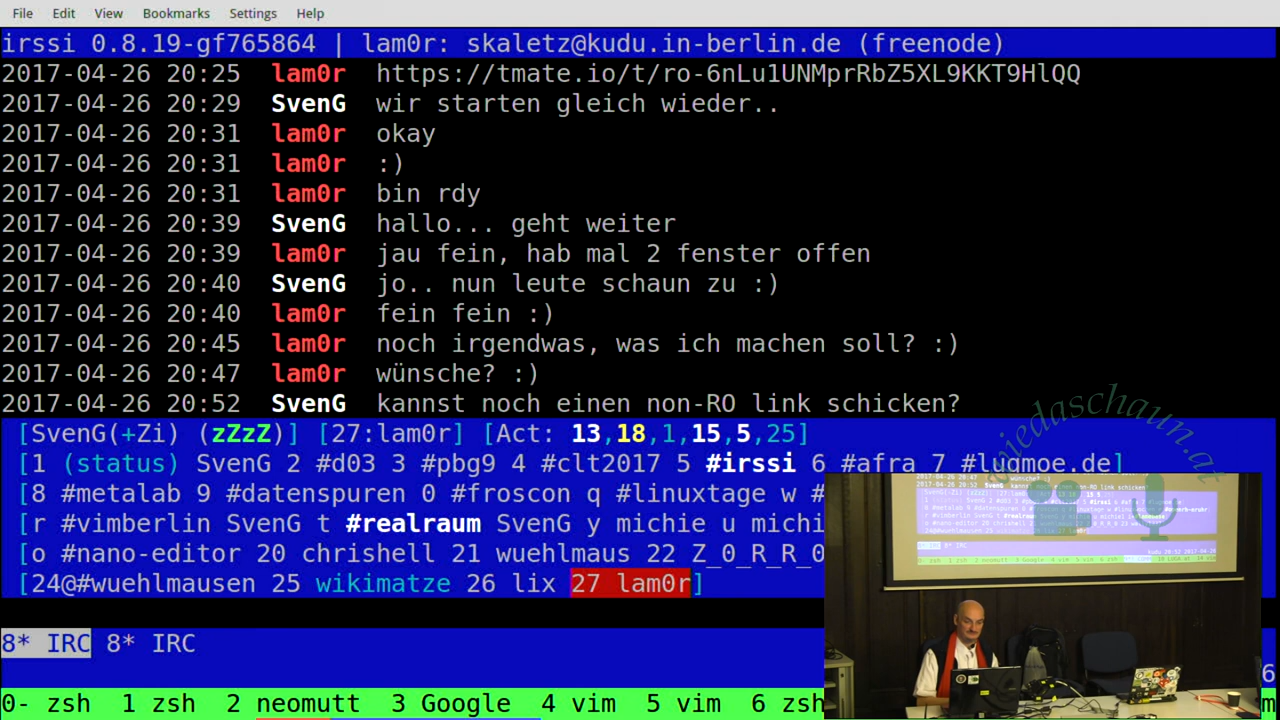 File Edit View Bookmarks Settings Help
irssi 0.8.19-gf765864 | lam0r: skaletz@kudu.in-berlin.de (freenode)
2017-04-26 20:25 lam0r https://tmate.io/t/ro-6nLu1UNMprRbZ5XL9KKT9HlQQ
2017-04-26 20:29 SvenG wir starten gleich wieder..
2017-04-26 20:31 lam0r okay
2017-04-26 20:31 lam0r :)
2017-04-26 20:31 lam0r bin rdy
2017-04-26 20:39 SvenG hallo... geht weiter
2017-04-26 20:39 lam0r jau fein, hab mal 2 fenster offen
2017-04-26 20:40 SvenG jo.. nun leute schaun zu :)
2017-04-26 20:40 lam0r fein fein :)
2017-04-26 20:45 lam0r noch irgendwas, was ich machen soll? :)
2017-04-26 20:47 lam0r wünsche? :)
2017-04-26 20:52 SvenG kannst noch einen non-RO link schicken?
[SvenG(+Zi) (zZzZ)] [27:lam0r] [Act: 13,18,1,15,5,25]
[1 (status) SvenG 2 #d03 3 #pbg9 4 #clt2017 5 #irssi 6 #afra 7 #lugmoe.de]
[8 #metalab 9 #datenspuren 0 #froscon q #linuxtage w #
[r #vimberlin SvenG t #realraum SvenG y michie u michi
[o #nano-editor 20 chrishell 21 wuehlmaus 22 Z_0_R_R_0
[24@#wuehlmausen 25 wikimatze 26 lix 27 lam0r]
8* IRC 8* IRC
0- zsh 1 zsh 2 neomutt 3 Google 4 vim 5 vim 6 zsh
wiedaschaun.at